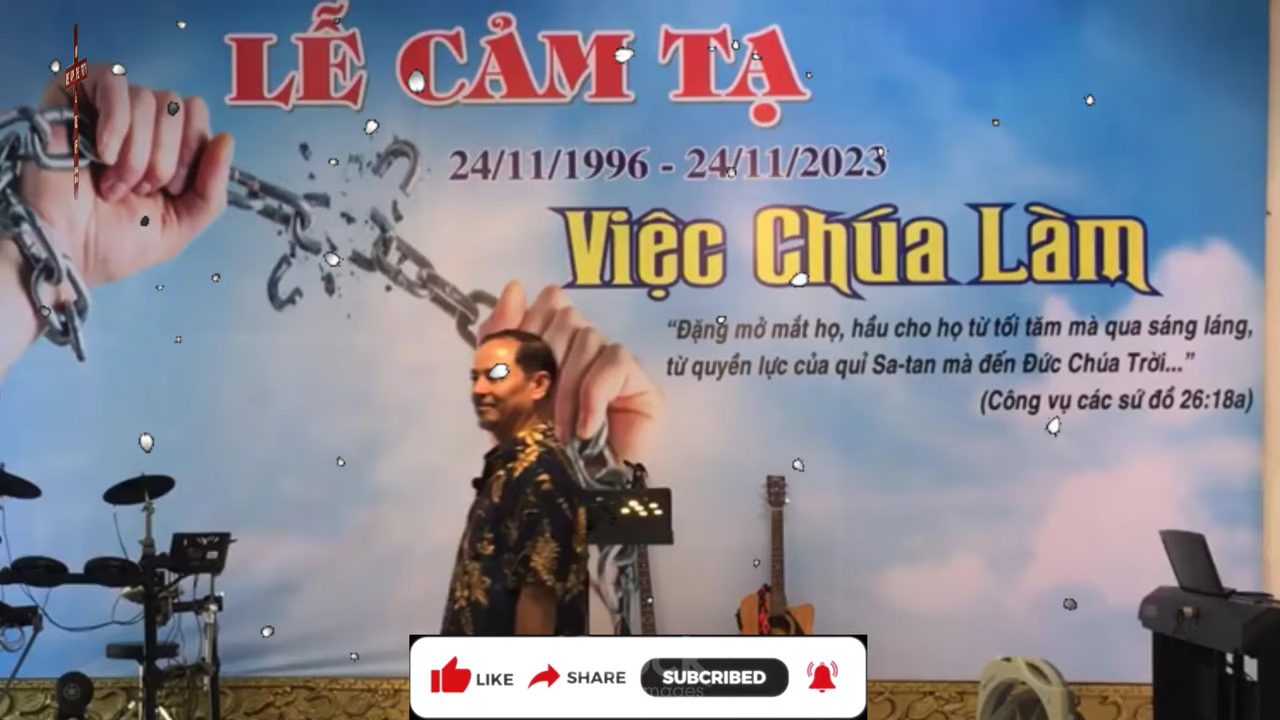 LỄ CẢM TẠ
24/11/1996 - 24/11/2023
Việc Chúa Làm
“Đặng mở mắt họ, hầu cho họ từ tối tăm mà qua sáng láng,
từ quyền lực của quỉ Sa-tan mà đến Đức Chúa Trời...”
(Công vụ các sứ đồ 26:18a)
LIKE SHARE SUBCRIBED